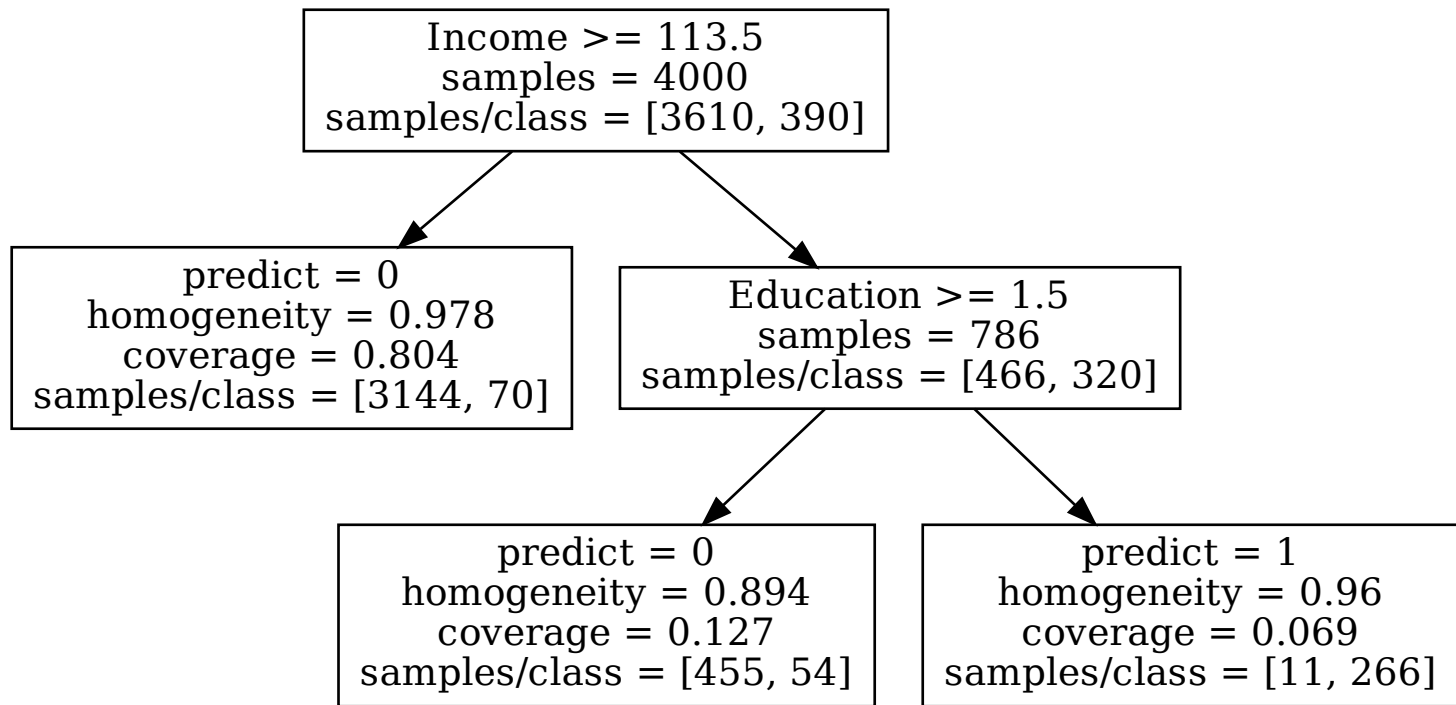 Income >= 113.5
samples = 4000
samples/class = [3610, 390]
predict = 0
homogeneity = 0.978
coverage = 0.804
samples/class = [3144, 70]
Education >= 1.5
samples = 786
samples/class = [466, 320]
predict = 0
homogeneity = 0.894
coverage = 0.127
samples/class = [455, 54]
predict = 1
homogeneity = 0.96
coverage = 0.069
samples/class = [11, 266]